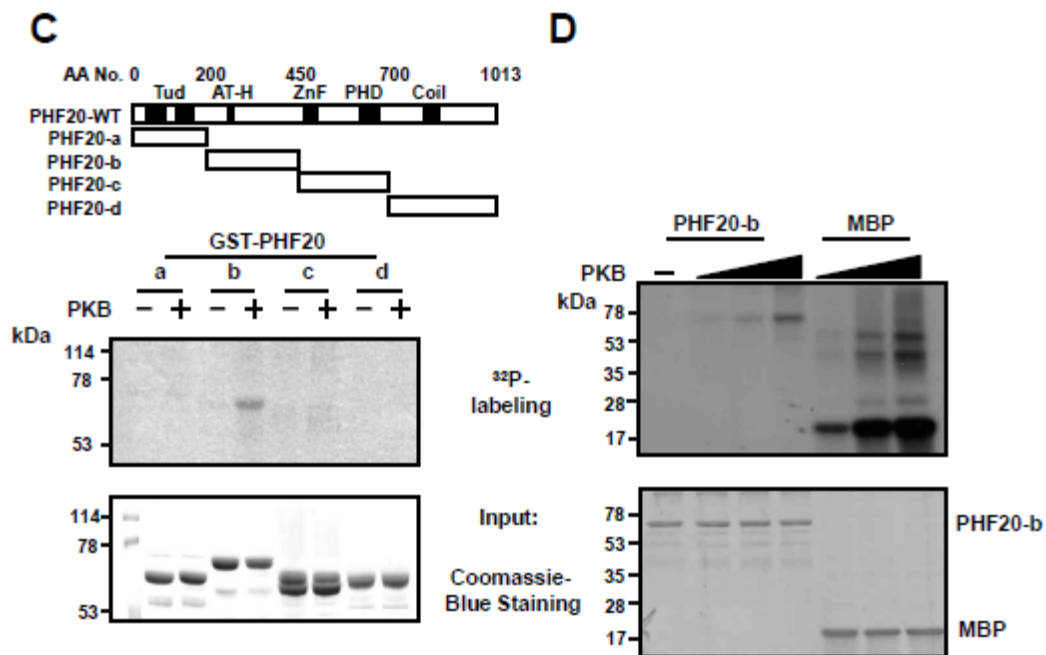 C
AA No. 0 200 450 700 1013
Tud AT-H ZnF PHD Coil
PHF20-WT
PHF20-a
PHF20-b
PHF20-c
PHF20-d
GST-PHF20
a b c d
PKB − + − + − + − +
kDa
114
78
53
32P-
labeling
114
78
53
Input:
Coomassie-
Blue Staining
D
PHF20-b MBP
PKB −
kDa
78
53
35
28
17
78
53
35
28
17
PHF20-b
MBP